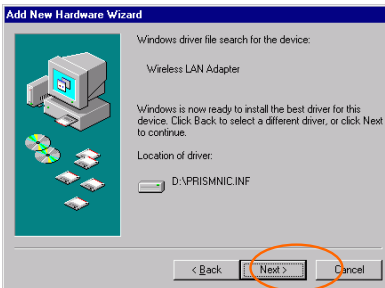 Add New Hardware Wizard
Windows driver file search for the device:
Wireless LAN Adapter
Windows is now ready to install the best driver for this
device. Click Back to select a different driver, or click Next
to continue.
Location of driver:
D:\PRISMNIC.INF
< Back
Next >
Cancel